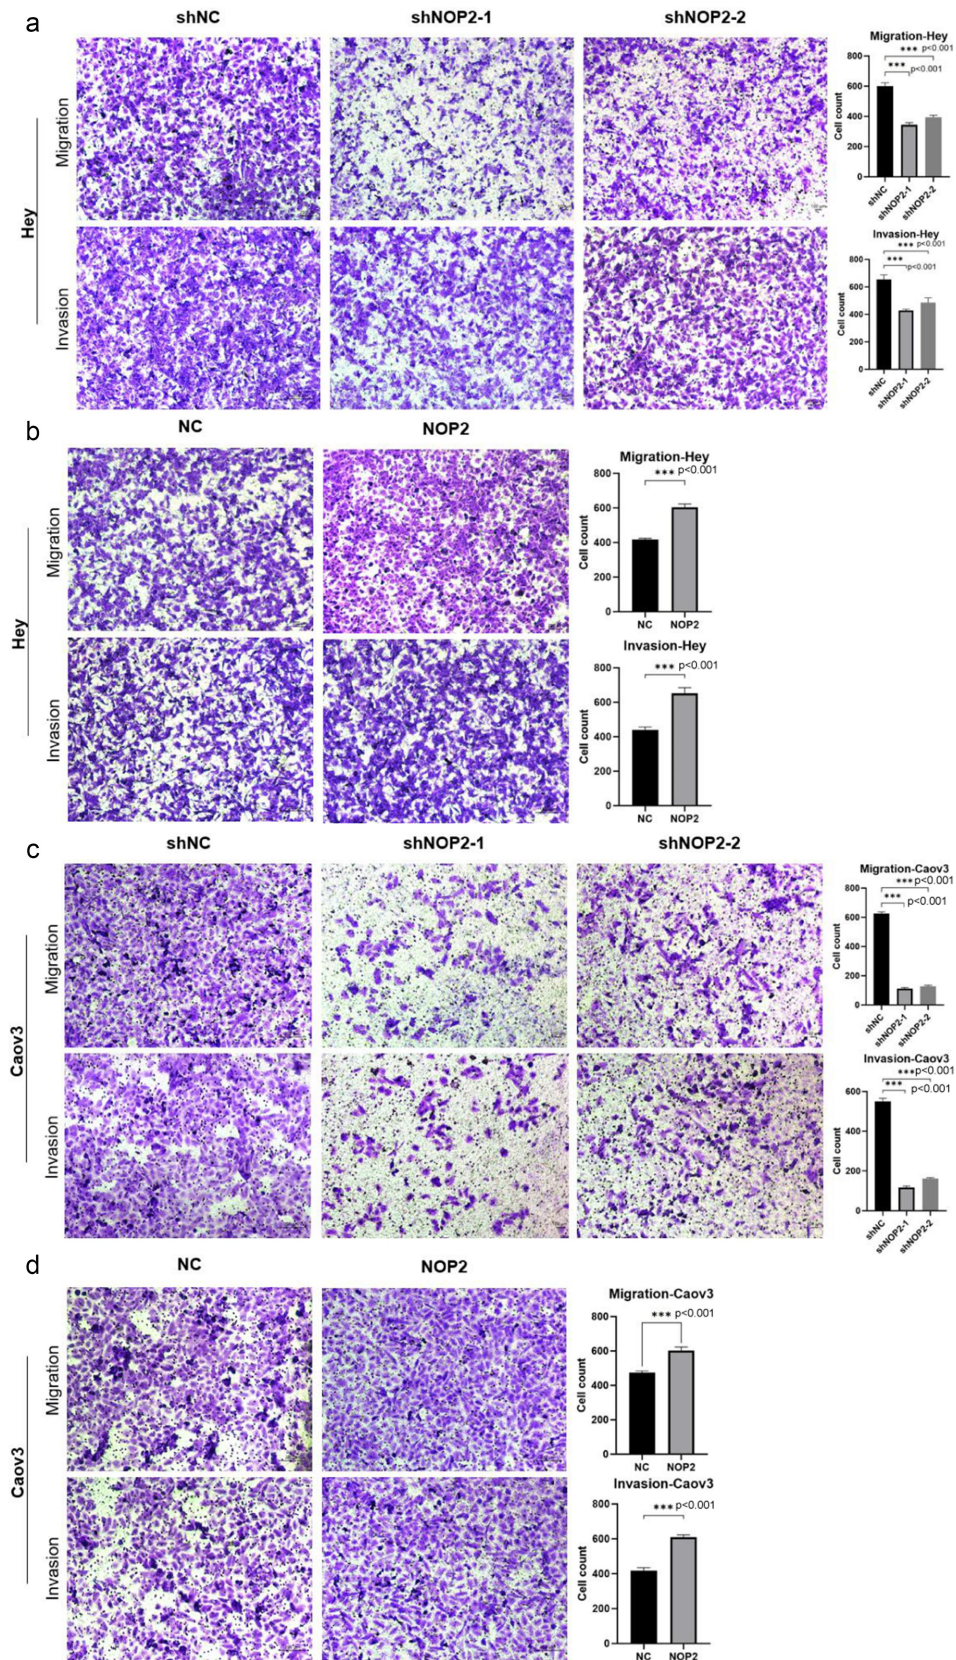 a
shNC
shNOP2-1
shNOP2-2
Hey
Migration
Invasion
Migration-Hey
*** p<0.001
*** p<0.001
Cell count
800
600
400
200
0
shNC
shNOP2-1
shNOP2-2
Invasion-Hey
*** p<0.001
*** p<0.001
Cell count
800
600
400
200
0
shNC
shNOP2-1
shNOP2-2
b
NC
NOP2
Hey
Migration
Invasion
Migration-Hey
*** p<0.001
Cell count
800
600
400
200
0
NC
NOP2
Invasion-Hey
*** p<0.001
Cell count
800
600
400
200
0
NC
NOP2
c
shNC
shNOP2-1
shNOP2-2
Caov3
Migration
Invasion
Migration-Caov3
*** p<0.001
*** p<0.001
Cell count
800
600
400
200
0
shNC
shNOP2-1
shNOP2-2
Invasion-Caov3
*** p<0.001
*** p<0.001
Cell count
600
400
200
0
shNC
shNOP2-1
shNOP2-2
d
NC
NOP2
Caov3
Migration
Invasion
Migration-Caov3
*** p<0.001
Cell count
800
600
400
200
0
NC
NOP2
Invasion-Caov3
*** p<0.001
Cell count
800
600
400
200
0
NC
NOP2